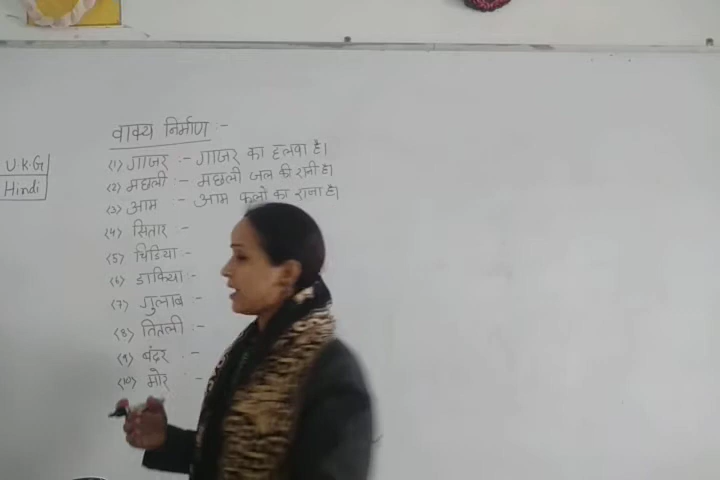 वाक्य निर्माण :-
U.K.G
Hindi
(1) गाजर :- गाजर का हलवा है।
(2) मछली :- मछली जल की रानी है।
(3) आम :- आम फलों का राजा है।
(4) सितार :-
(5) चिडिया :-
(6) डाकिया :-
(7) गुलाब :-
(8) तितली :-
(9) बंदर :-
(10) मोर :-